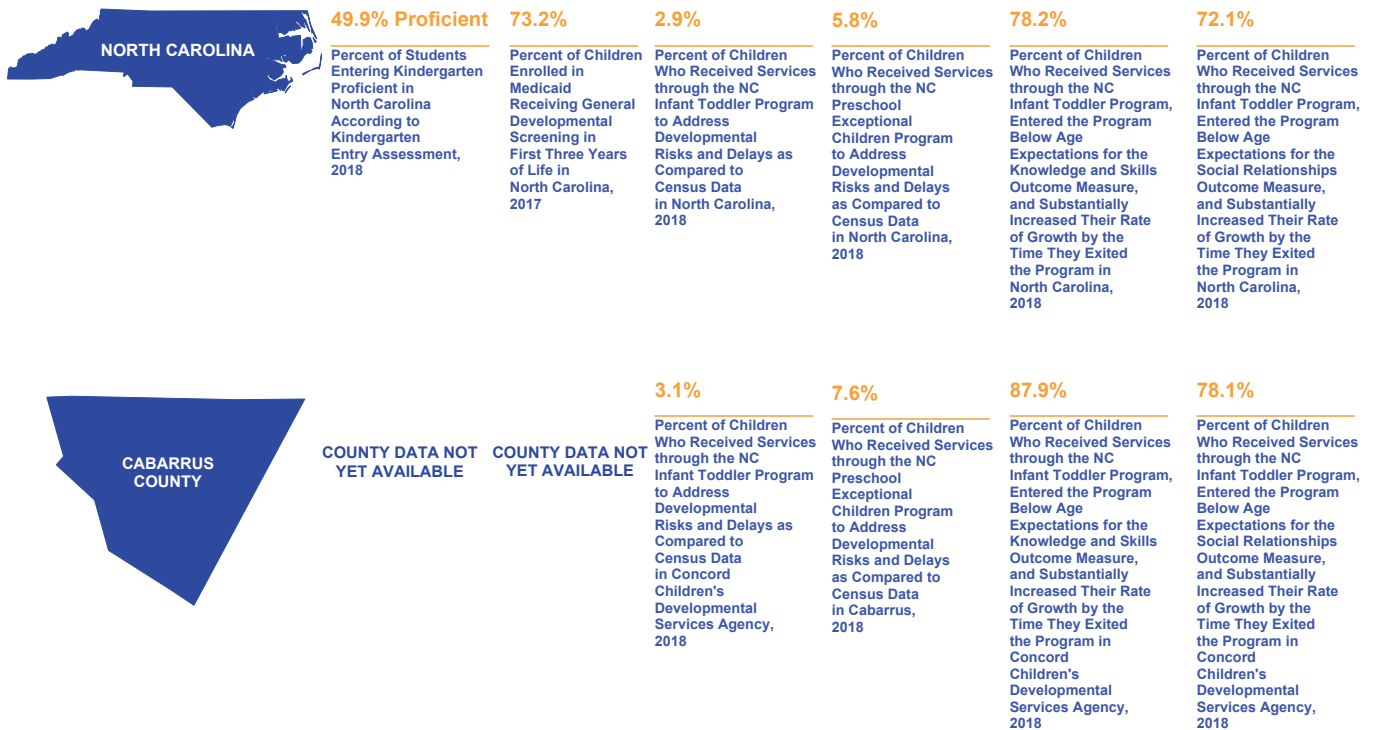 NORTH CAROLINA
49.9% Proficient
Percent of Students
Entering Kindergarten
Proficient in
North Carolina
According to
Kindergarten
Entry Assessment,
2018
73.2%
Percent of Children
Enrolled in
Medicaid
Receiving General
Developmental
Screening in
First Three Years
of Life in
North Carolina,
2017
2.9%
Percent of Children
Who Received Services
through the NC
Infant Toddler Program
to Address
Developmental
Risks and Delays as
Compared to
Census Data
in North Carolina,
2018
5.8%
Percent of Children
Who Received Services
through the NC
Preschool
Exceptional
Children Program
to Address
Developmental
Risks and Delays
as Compared to
Census Data
in North Carolina,
2018
78.2%
Percent of Children
Who Received Services
through the NC
Infant Toddler Program,
Entered the Program
Below Age
Expectations for the
Knowledge and Skills
Outcome Measure,
and Substantially
Increased Their Rate
of Growth by the
Time They Exited
the Program in
North Carolina,
2018
72.1%
Percent of Children
Who Received Services
through the NC
Infant Toddler Program,
Entered the Program
Below Age
Expectations for the
Social Relationships
Outcome Measure,
and Substantially
Increased Their Rate
of Growth by the
Time They Exited
the Program in
North Carolina,
2018
CABARRUS
COUNTY
COUNTY DATA NOT
YET AVAILABLE
COUNTY DATA NOT
YET AVAILABLE
3.1%
Percent of Children
Who Received Services
through the NC
Infant Toddler Program
to Address
Developmental
Risks and Delays as
Compared to
Census Data
in Concord
Children's
Developmental
Services Agency,
2018
7.6%
Percent of Children
Who Received Services
through the NC
Preschool
Exceptional
Children Program
to Address
Developmental
Risks and Delays
as Compared to
Census Data
in Cabarrus,
2018
87.9%
Percent of Children
Who Received Services
through the NC
Infant Toddler Program,
Entered the Program
Below Age
Expectations for the
Knowledge and Skills
Outcome Measure,
and Substantially
Increased Their Rate
of Growth by the
Time They Exited
the Program in
Concord
Children's
Developmental
Services Agency,
2018
78.1%
Percent of Children
Who Received Services
through the NC
Infant Toddler Program,
Entered the Program
Below Age
Expectations for the
Social Relationships
Outcome Measure,
and Substantially
Increased Their Rate
of Growth by the
Time They Exited
the Program in
Concord
Children's
Developmental
Services Agency,
2018